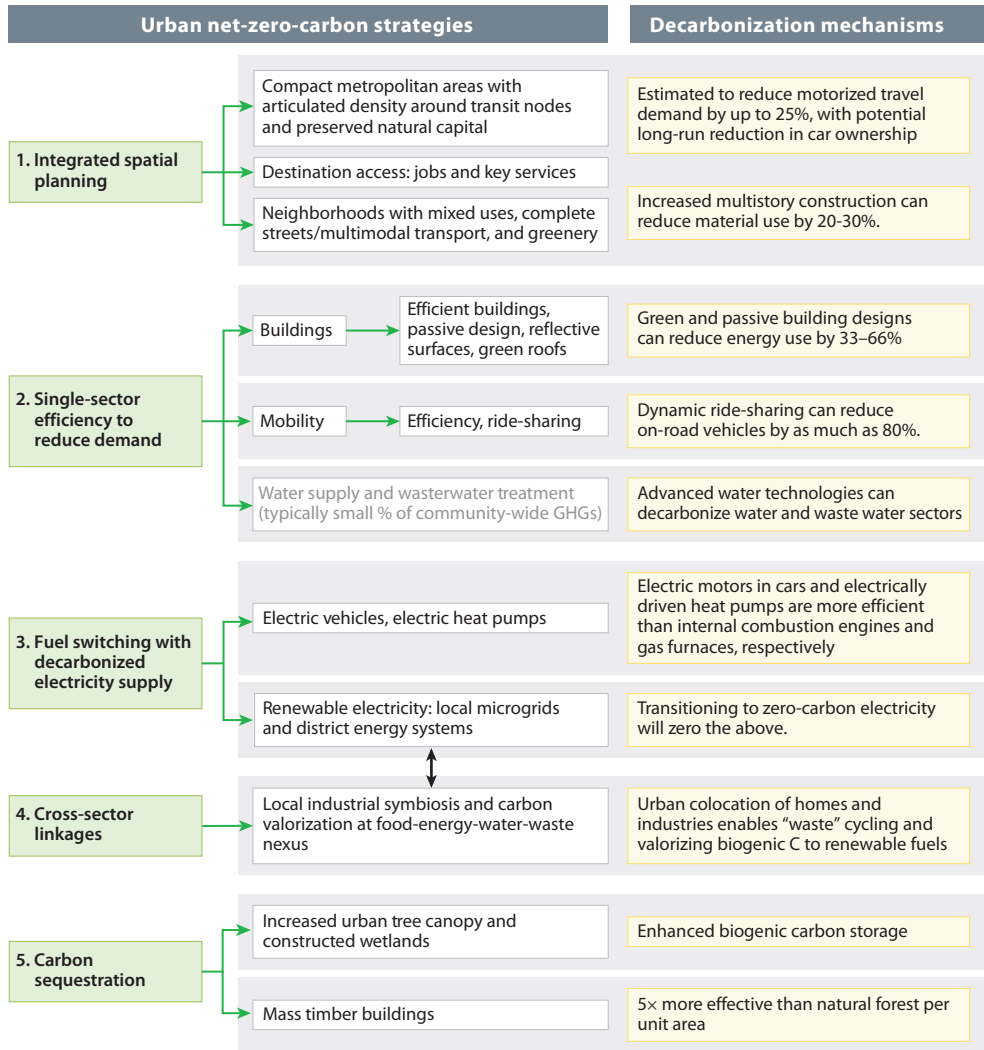 Urban net-zero-carbon strategies
Decarbonization mechanisms
1. Integrated spatial
planning
Compact metropolitan areas with
articulated density around transit nodes
and preserved natural capital
Destination access: jobs and key services
Neighborhoods with mixed uses, complete
streets/multimodal transport, and greenery
Estimated to reduce motorized travel
demand by up to 25%, with potential
long-run reduction in car ownership
Increased multistory construction can
reduce material use by 20-30%.
2. Single-sector
efficiency to
reduce demand
Buildings
Efficient buildings,
passive design, reflective
surfaces, green roofs
Green and passive building designs
can reduce energy use by 33–66%
Mobility
Efficiency, ride-sharing
Dynamic ride-sharing can reduce
on-road vehicles by as much as 80%.
Water supply and wasterwater treatment
(typically small % of community-wide GHGs)
Advanced water technologies can
decarbonize water and waste water sectors
3. Fuel switching with
decarbonized
electricity supply
Electric vehicles, electric heat pumps
Electric motors in cars and electrically
driven heat pumps are more efficient
than internal combustion engines and
gas furnaces, respectively
Renewable electricity: local microgrids
and district energy systems
Transitioning to zero-carbon electricity
will zero the above.
4. Cross-sector
linkages
Local industrial symbiosis and carbon
valorization at food-energy-water-waste
nexus
Urban colocation of homes and
industries enables “waste” cycling and
valorizing biogenic C to renewable fuels
5. Carbon
sequestration
Increased urban tree canopy and
constructed wetlands
Enhanced biogenic carbon storage
Mass timber buildings
5× more effective than natural forest per
unit area